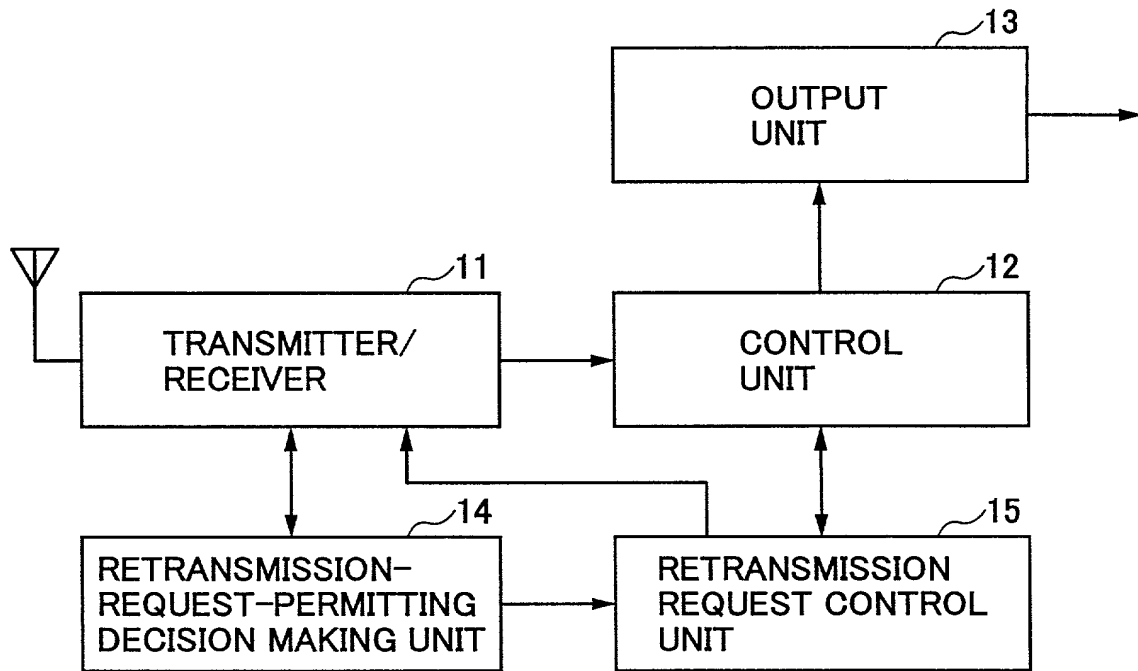 13
OUTPUT
UNIT
11
TRANSMITTER/
RECEIVER
12
CONTROL
UNIT
14
RETRANSMISSION-
REQUEST-PERMITTING
DECISION MAKING UNIT
15
RETRANSMISSION
REQUEST CONTROL
UNIT